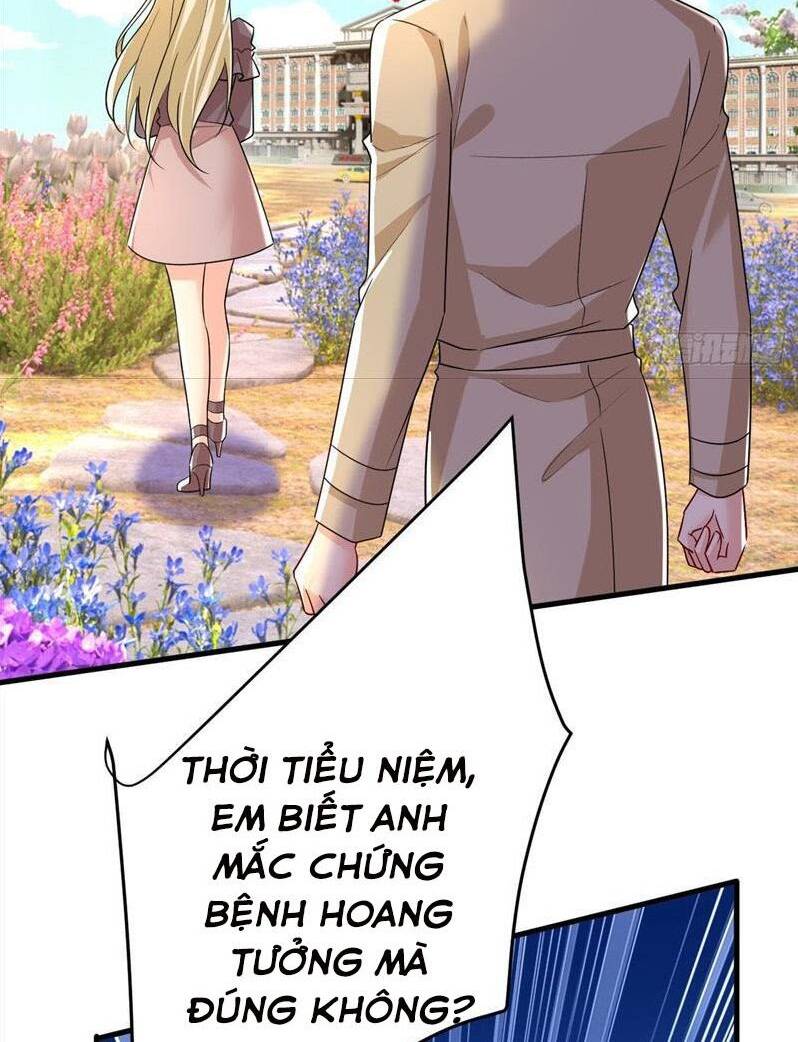 THỜI TIỂU NIỆM,
EM BIẾT ANH
MẮC CHỨNG
BỆNH HOANG
TƯỞNG MÀ
ĐÚNG KHÔNG?